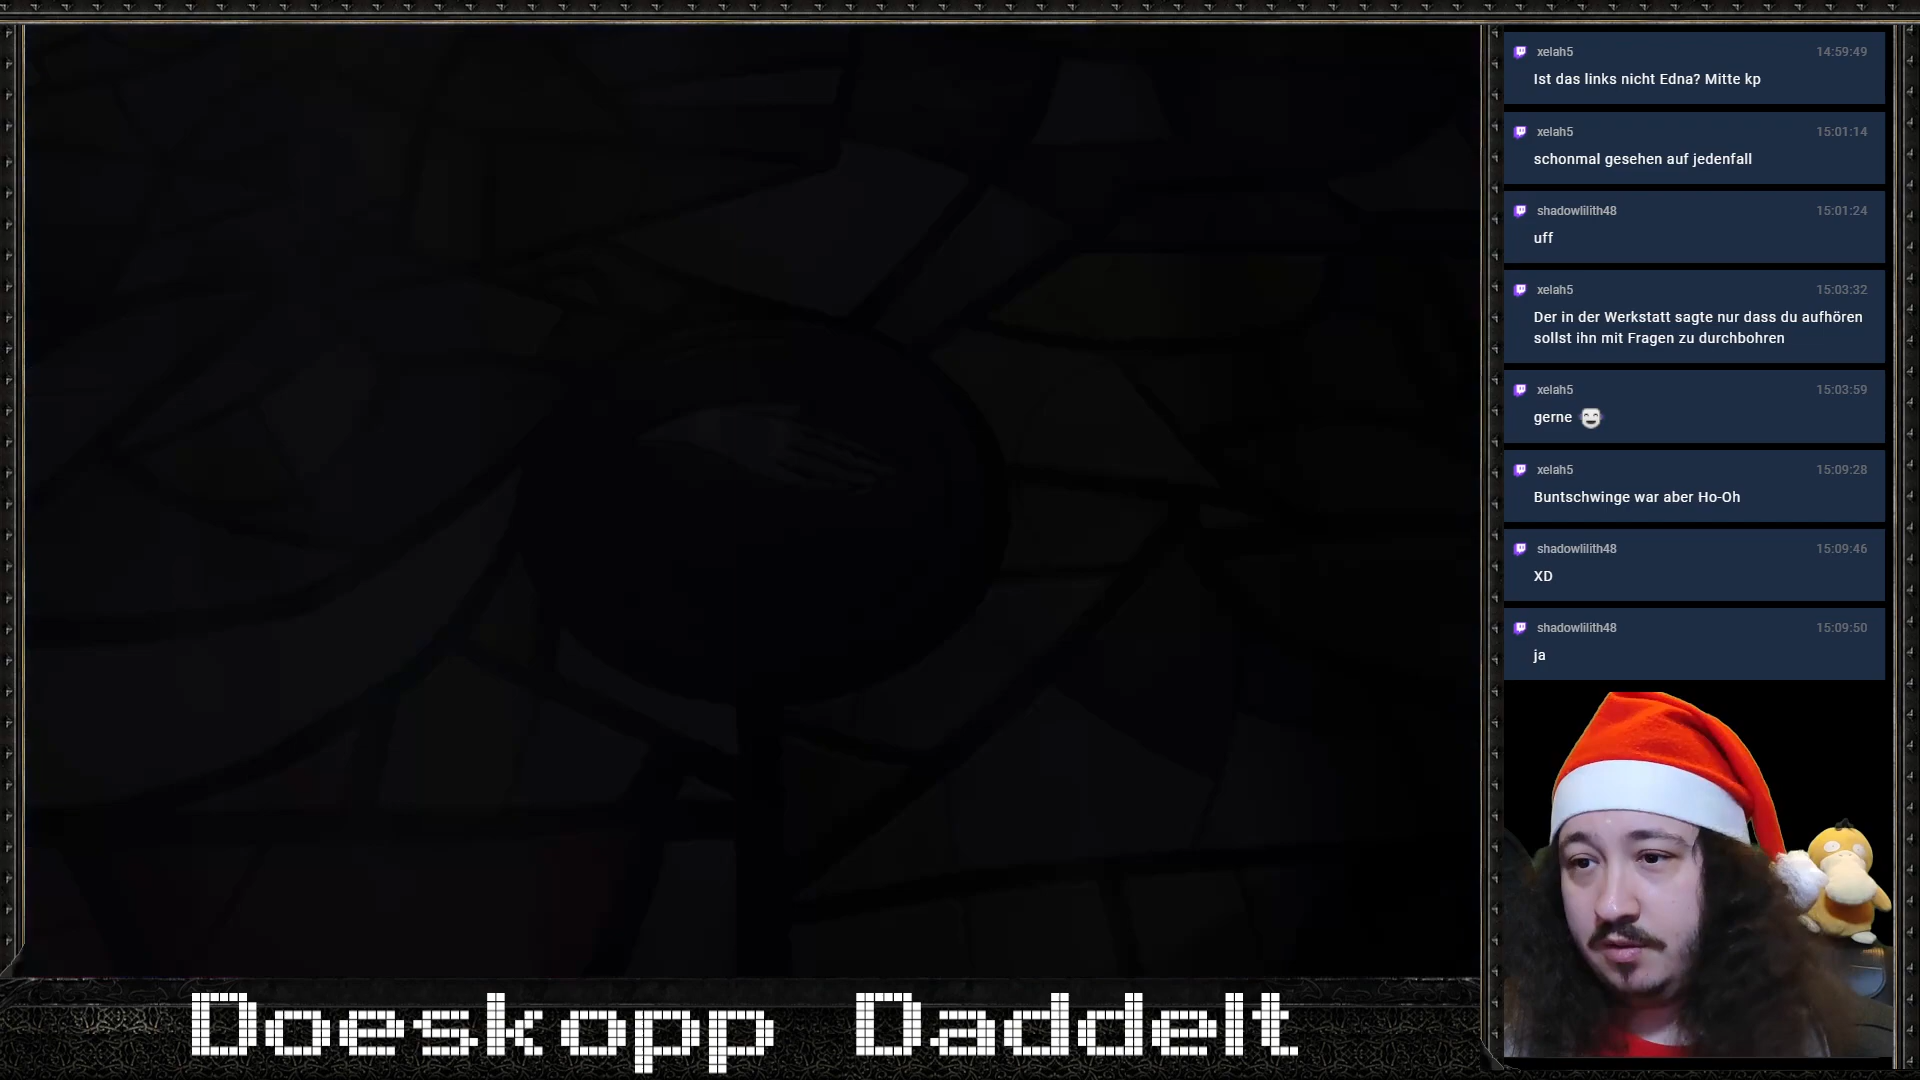 xelah5 14:59:49
Ist das links nicht Edna? Mitte kp
xelah5 15:01:14
schonmal gesehen auf jedenfall
shadowlilith48 15:01:24
uff
xelah5 15:03:32
Der in der Werkstatt sagte nur dass du aufhören
sollst ihn mit Fragen zu durchbohren
xelah5 15:03:59
gerne
xelah5 15:09:28
Buntschwinge war aber Ho-Oh
shadowlilith48 15:09:46
XD
shadowlilith48 15:09:50
ja
Doeskopp Daddelt